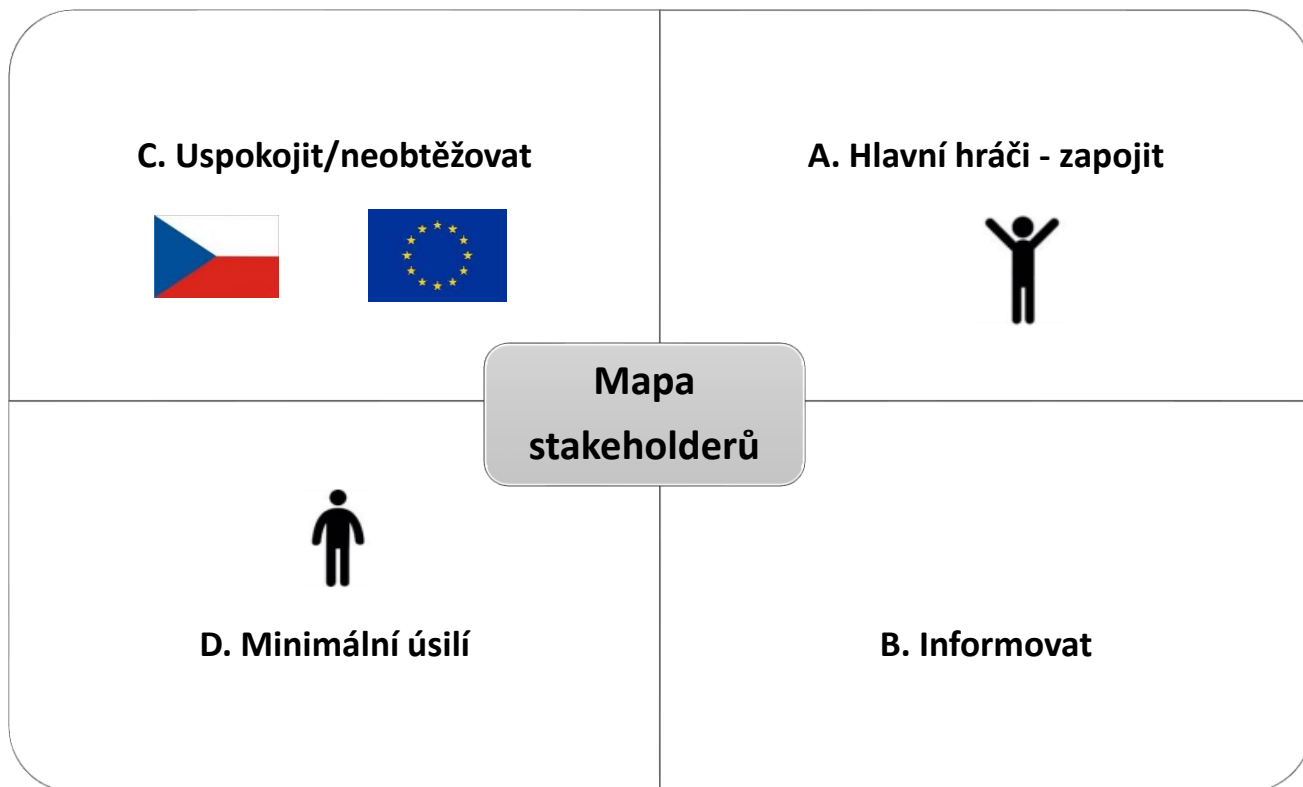 C. Uspokojit/neobtěžovat
A. Hlavní hráči - zapojit
Mapa
stakeholderů
D. Minimální úsilí
B. Informovat